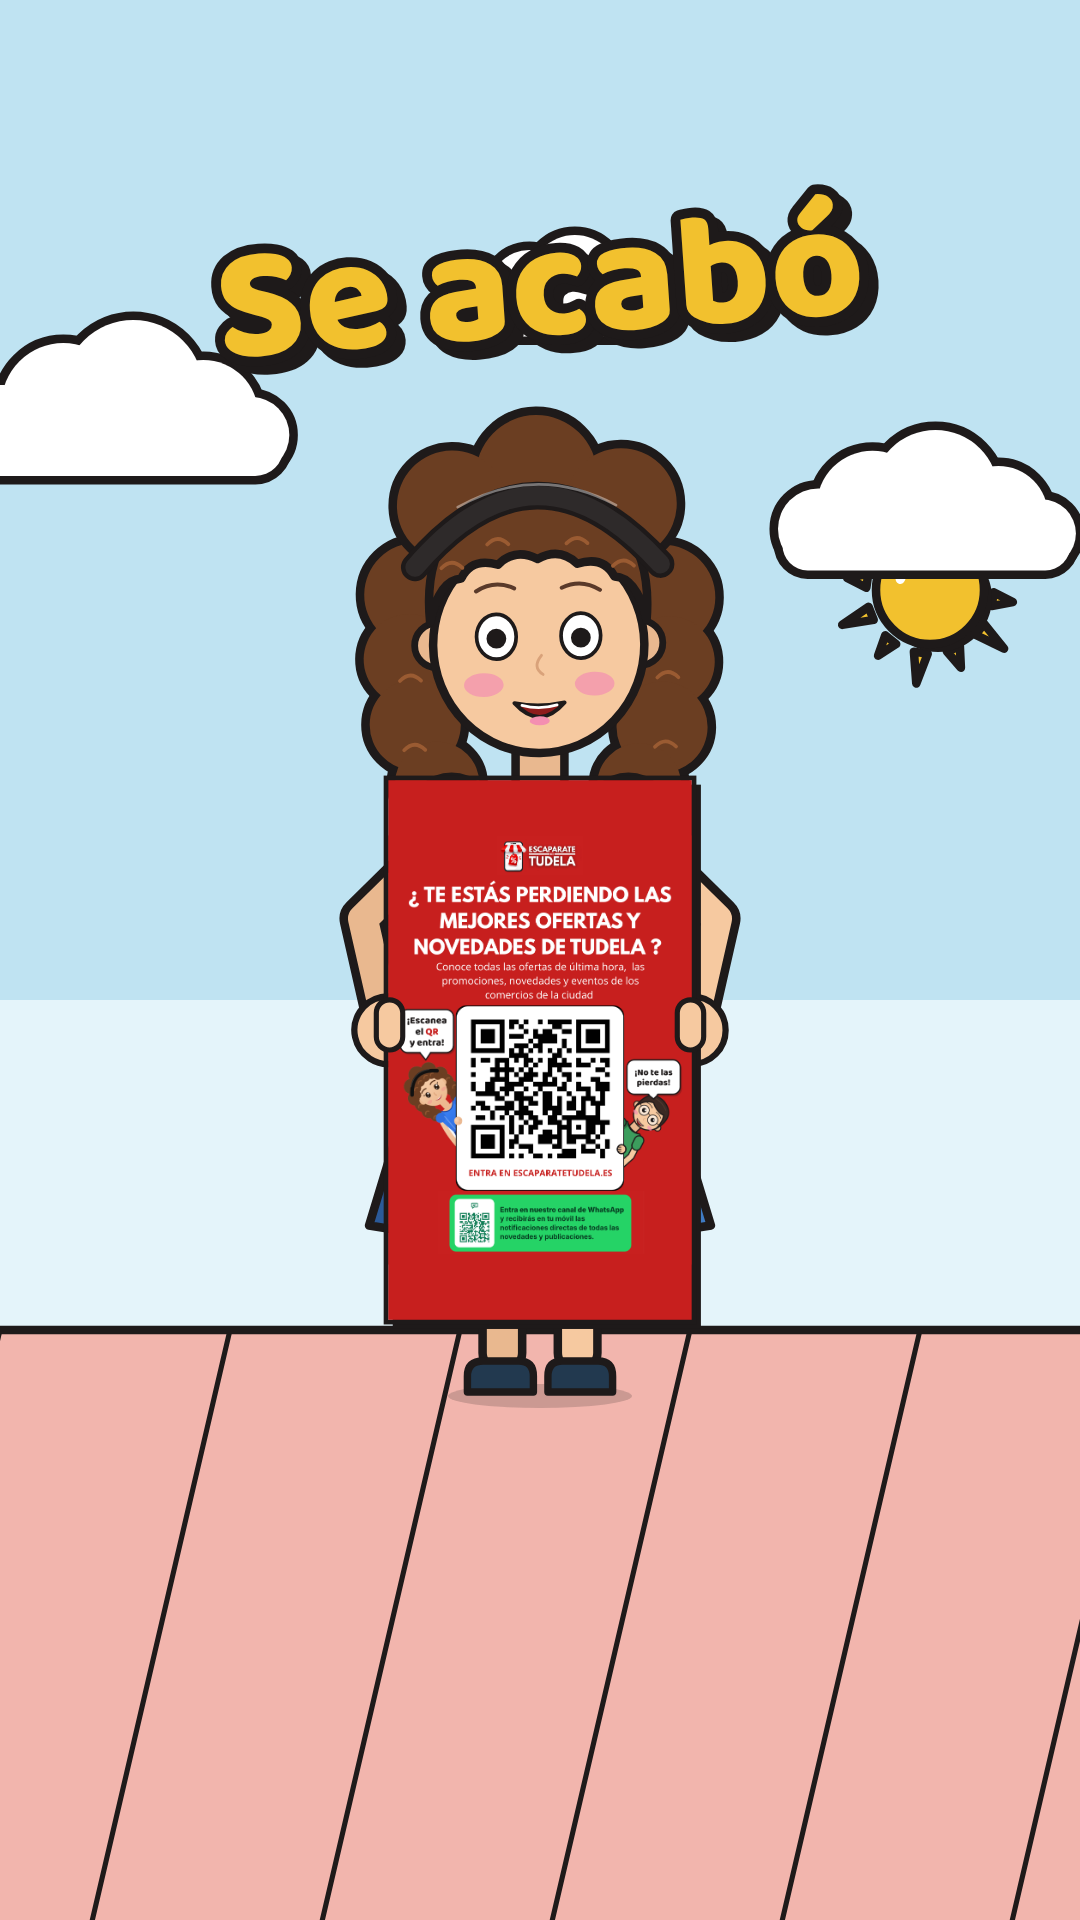 Se acabó
ESCAPARATE
TUDELA
¿ TE ESTÁS PERDIENDO LAS
MEJORES OFERTAS Y
NOVEDADES DE TUDELA ?
Conoce todas las ofertas de última hora, las
promociones, novedades y eventos de los
comercios de la ciudad
¡Escanea
el QR
y entra!
¡No te las
pierdas!
ENTRA EN ESCAPARATETUDELA.ES
Entra en nuestro canal de WhatsApp
y recibirás en tu móvil las
notificaciones directas de todas las
novedades y publicaciones.